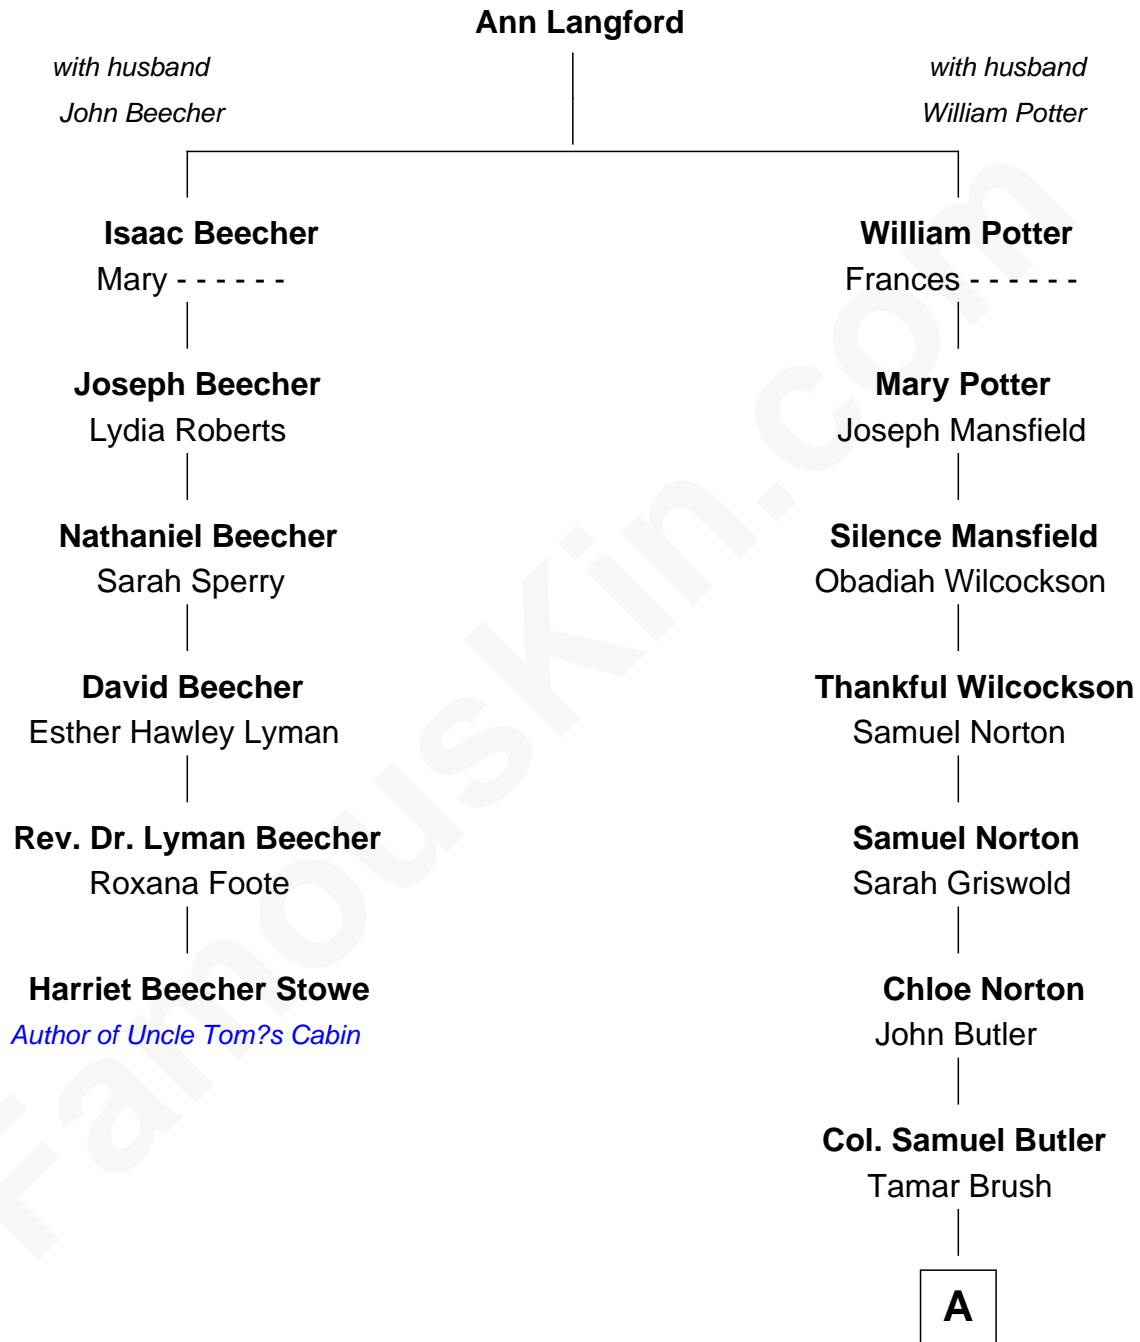 Ann Langford
with husband
John Beecher
with husband
William Potter
Isaac Beecher
Mary - - - - - -
William Potter
Frances - - - - - -
Joseph Beecher
Lydia Roberts
Mary Potter
Joseph Mansfield
Nathaniel Beecher
Sarah Sperry
Silence Mansfield
Obadiah Wilcockson
David Beecher
Esther Hawley Lyman
Thankful Wilcockson
Samuel Norton
Rev. Dr. Lyman Beecher
Roxana Foote
Samuel Norton
Sarah Griswold
Harriet Beecher Stowe
Author of Uncle Tom?s Cabin
Chloe Norton
John Butler
Col. Samuel Butler
Tamar Brush
A
FamousKin.com